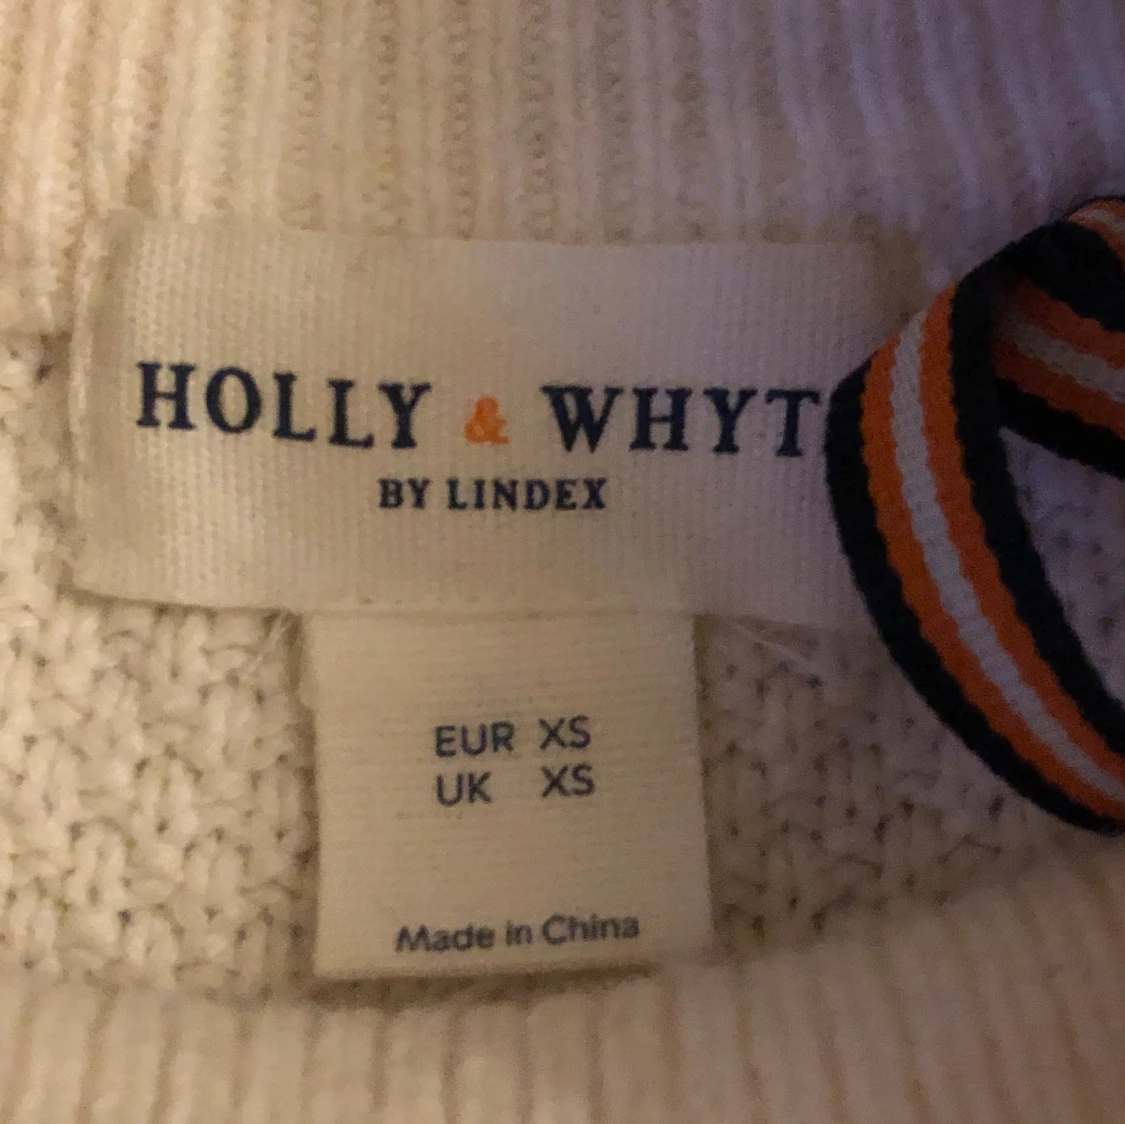 HOLLY & WHYT
BY LINDEX
EUR XS
UK XS
Made in China